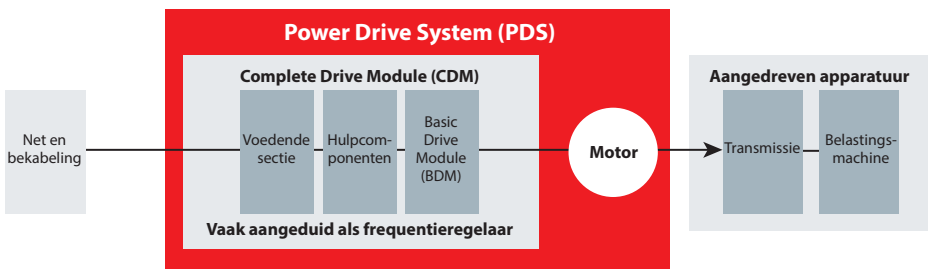 Power Drive System (PDS)
Complete Drive Module (CDM)
Aangedreven apparatuur
Net en
bekabeling
Voedende
sectie
Hulpcom-
ponenten
Basic
Drive
Module
(BDM)
Motor
Transmissie
Belastings-
machine
Vaak aangeduid als frequentieregelaar